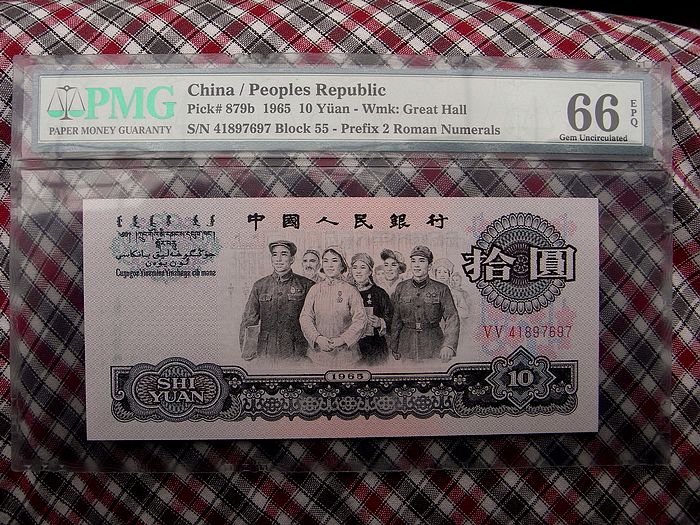 PMG
PAPER MONEY GUARANTY
China / Peoples Republic
Pick# 879b 1965 10 Yüan - Wmk: Great Hall
S/N 41897697 Block 55 - Prefix 2 Roman Numerals
66 EPQ
Gem Uncirculated
中國人民銀行
拾圓
VV 41897697
1965
SHI
YUAN
10